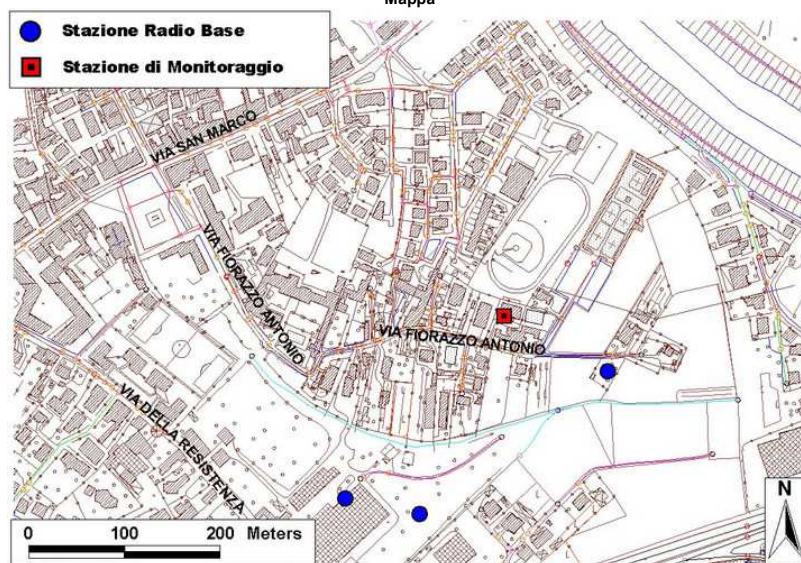 Mappa
Stazione Radio Base
Stazione di Monitoraggio
VIA SAN MARCO
VIA FIORAZZO ANTONIO
VIA FIORAZZO ANTONIO
VIA DELLA RESISTENZA
N
0 100 200 Meters